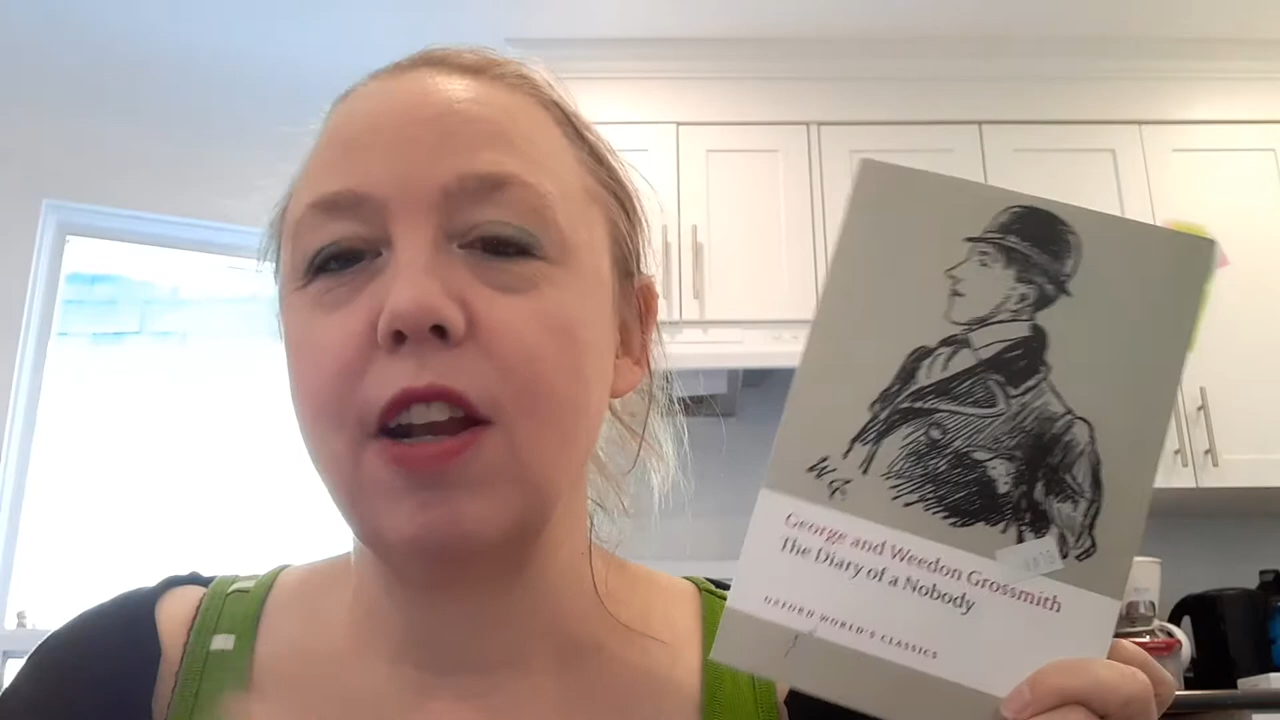 W G.
George and Weedon Grossmith
The Diary of a Nobody
OXFORD WORLD'S CLASSICS